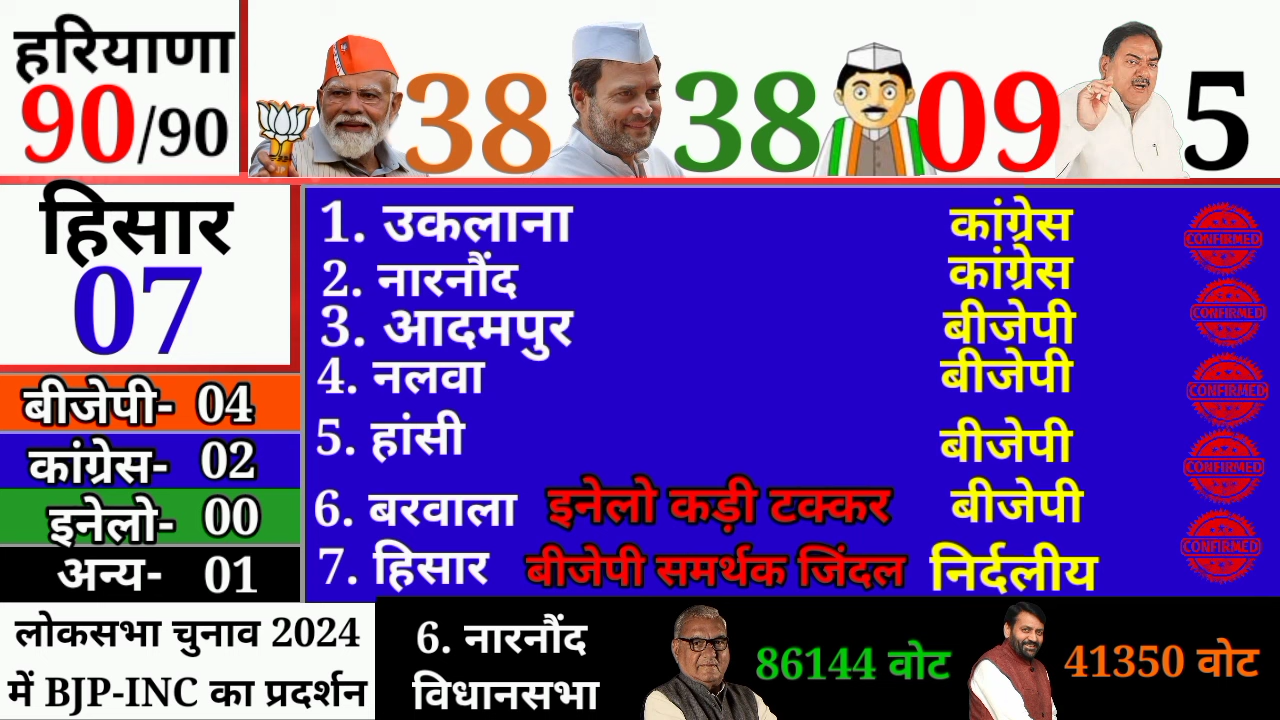 हरियाणा
90/90
38
38
09
5
हिसार
07
बीजेपी- 04
कांग्रेस- 02
इनेलो- 00
अन्य- 01
1. उकलाना कांग्रेस CONFIRMED
2. नारनौंद कांग्रेस CONFIRMED
3. आदमपुर बीजेपी
4. नलवा बीजेपी CONFIRMED
5. हांसी बीजेपी CONFIRMED
6. बरवाला इनेलो कड़ी टक्कर बीजेपी
7. हिसार बीजेपी समर्थक जिंदल निर्दलीय CONFIRMED
लोकसभा चुनाव 2024
में BJP-INC का प्रदर्शन
6. नारनौंद
विधानसभा
86144 वोट
41350 वोट